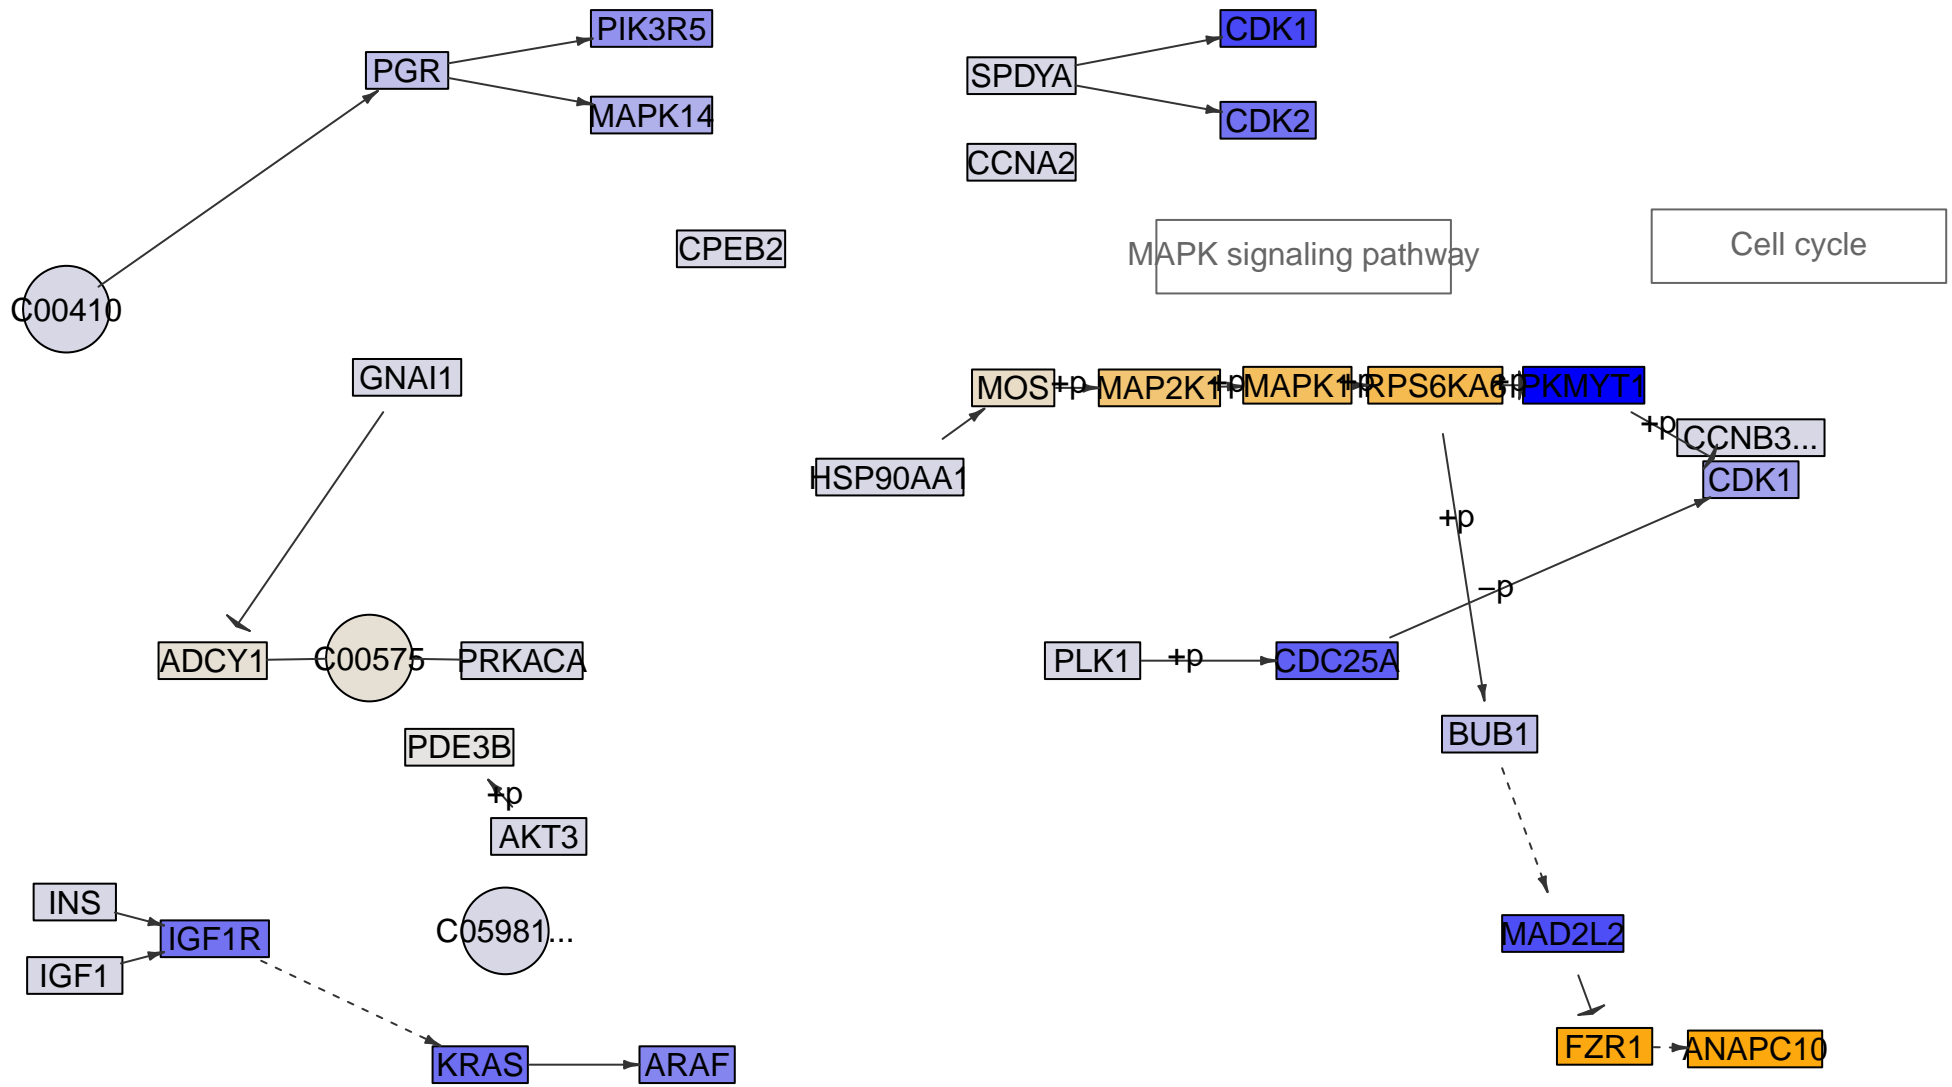 PIK3R5
CDK1
PGR
SPDYA
MAPK14
CDK2
CCNA2
CPEB2
MAPK signaling pathway
Cell cycle
C00410
GNAI1
MOS
+p
MAP2K1
+p
MAPK1
+p
RPS6KA6
+p
PKMYT1
+p
CCNB3...
HSP90AA1
CDK1
+p
−p
ADCY1
C00575
PRKACA
PLK1
+p
CDC25A
BUB1
PDE3B
+p
AKT3
INS
IGF1R
C05981...
MAD2L2
IGF1
KRAS
ARAF
FZR1
ANAPC10